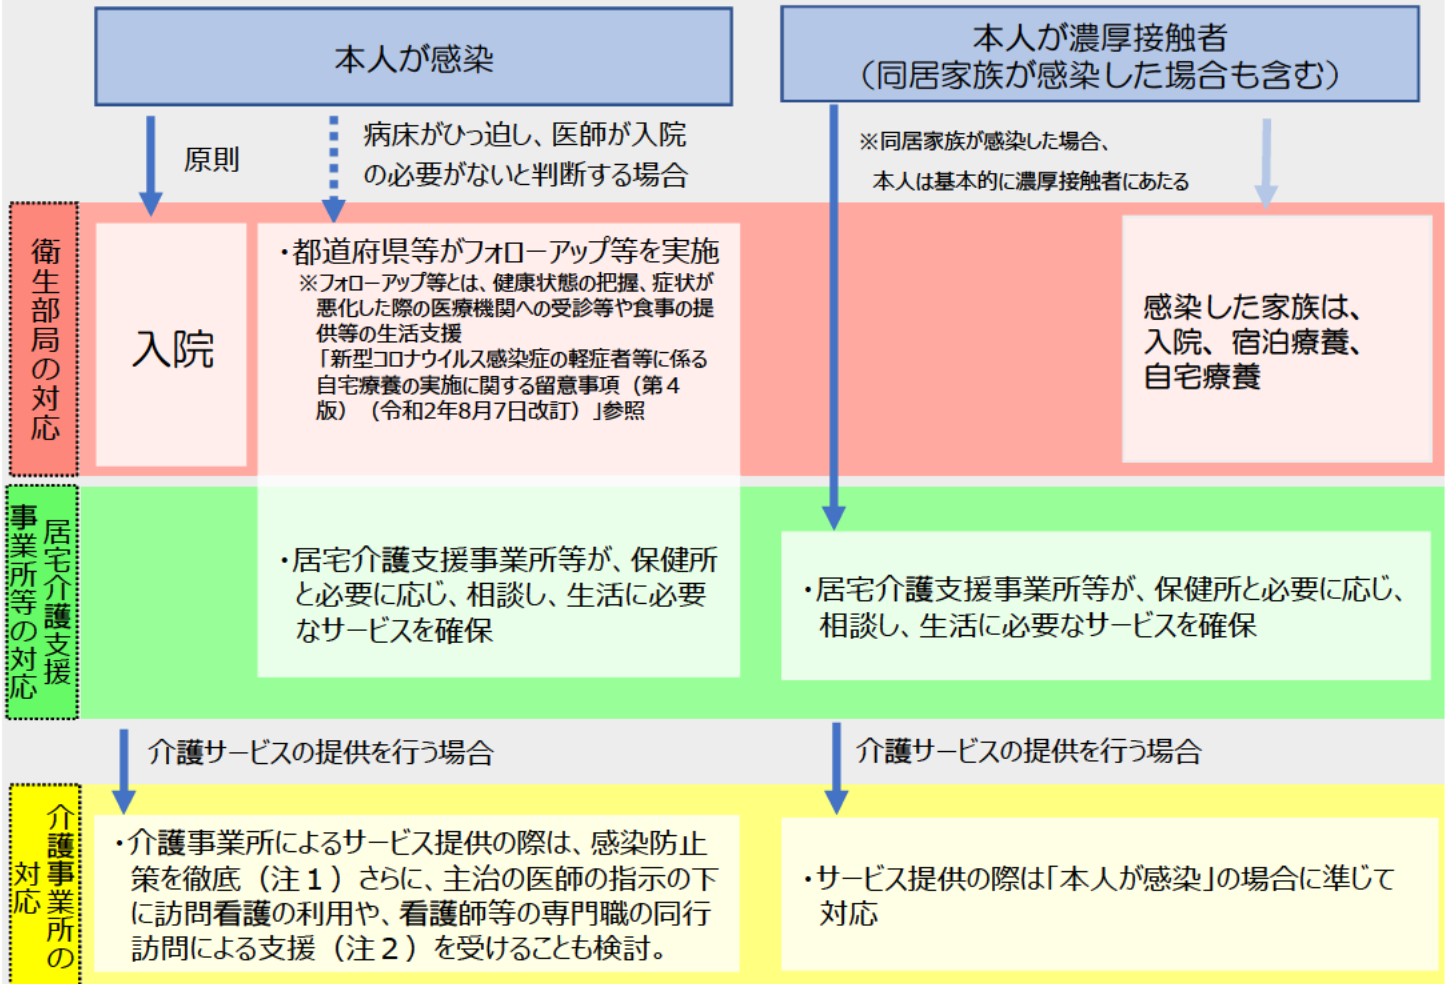 本人が感染
本人が濃厚接触者
（同居家族が感染した場合も含む）
原則
病床がひっ迫し、医師が入院
の必要がないと判断する場合
※同居家族が感染した場合、
本人は基本的に濃厚接触者にあたる
衛生部局の対応
入院
・都道府県等がフォローアップ等を実施
※フォローアップ等とは、健康状態の把握、症状が
悪化した際の医療機関への受診等や食事の提
供等の生活支援
「新型コロナウイルス感染症の軽症者等に係る
自宅療養の実施に関する留意事項（第４
版）（令和2年8月7日改訂）」参照
感染した家族は、
入院、宿泊療養、
自宅療養
居宅介護支援
事業所等の対応
・居宅介護支援事業所等が、保健所
と必要に応じ、相談し、生活に必要
なサービスを確保
・居宅介護支援事業所等が、保健所と必要に応じ、
相談し、生活に必要なサービスを確保
介護サービスの提供を行う場合
介護サービスの提供を行う場合
介護事業所の
対応
・介護事業所によるサービス提供の際は、感染防止
策を徹底（注１）さらに、主治の医師の指示の下
に訪問看護の利用や、看護師等の専門職の同行
訪問による支援（注２）を受けることも検討。
・サービス提供の際は「本人が感染」の場合に準じて
対応